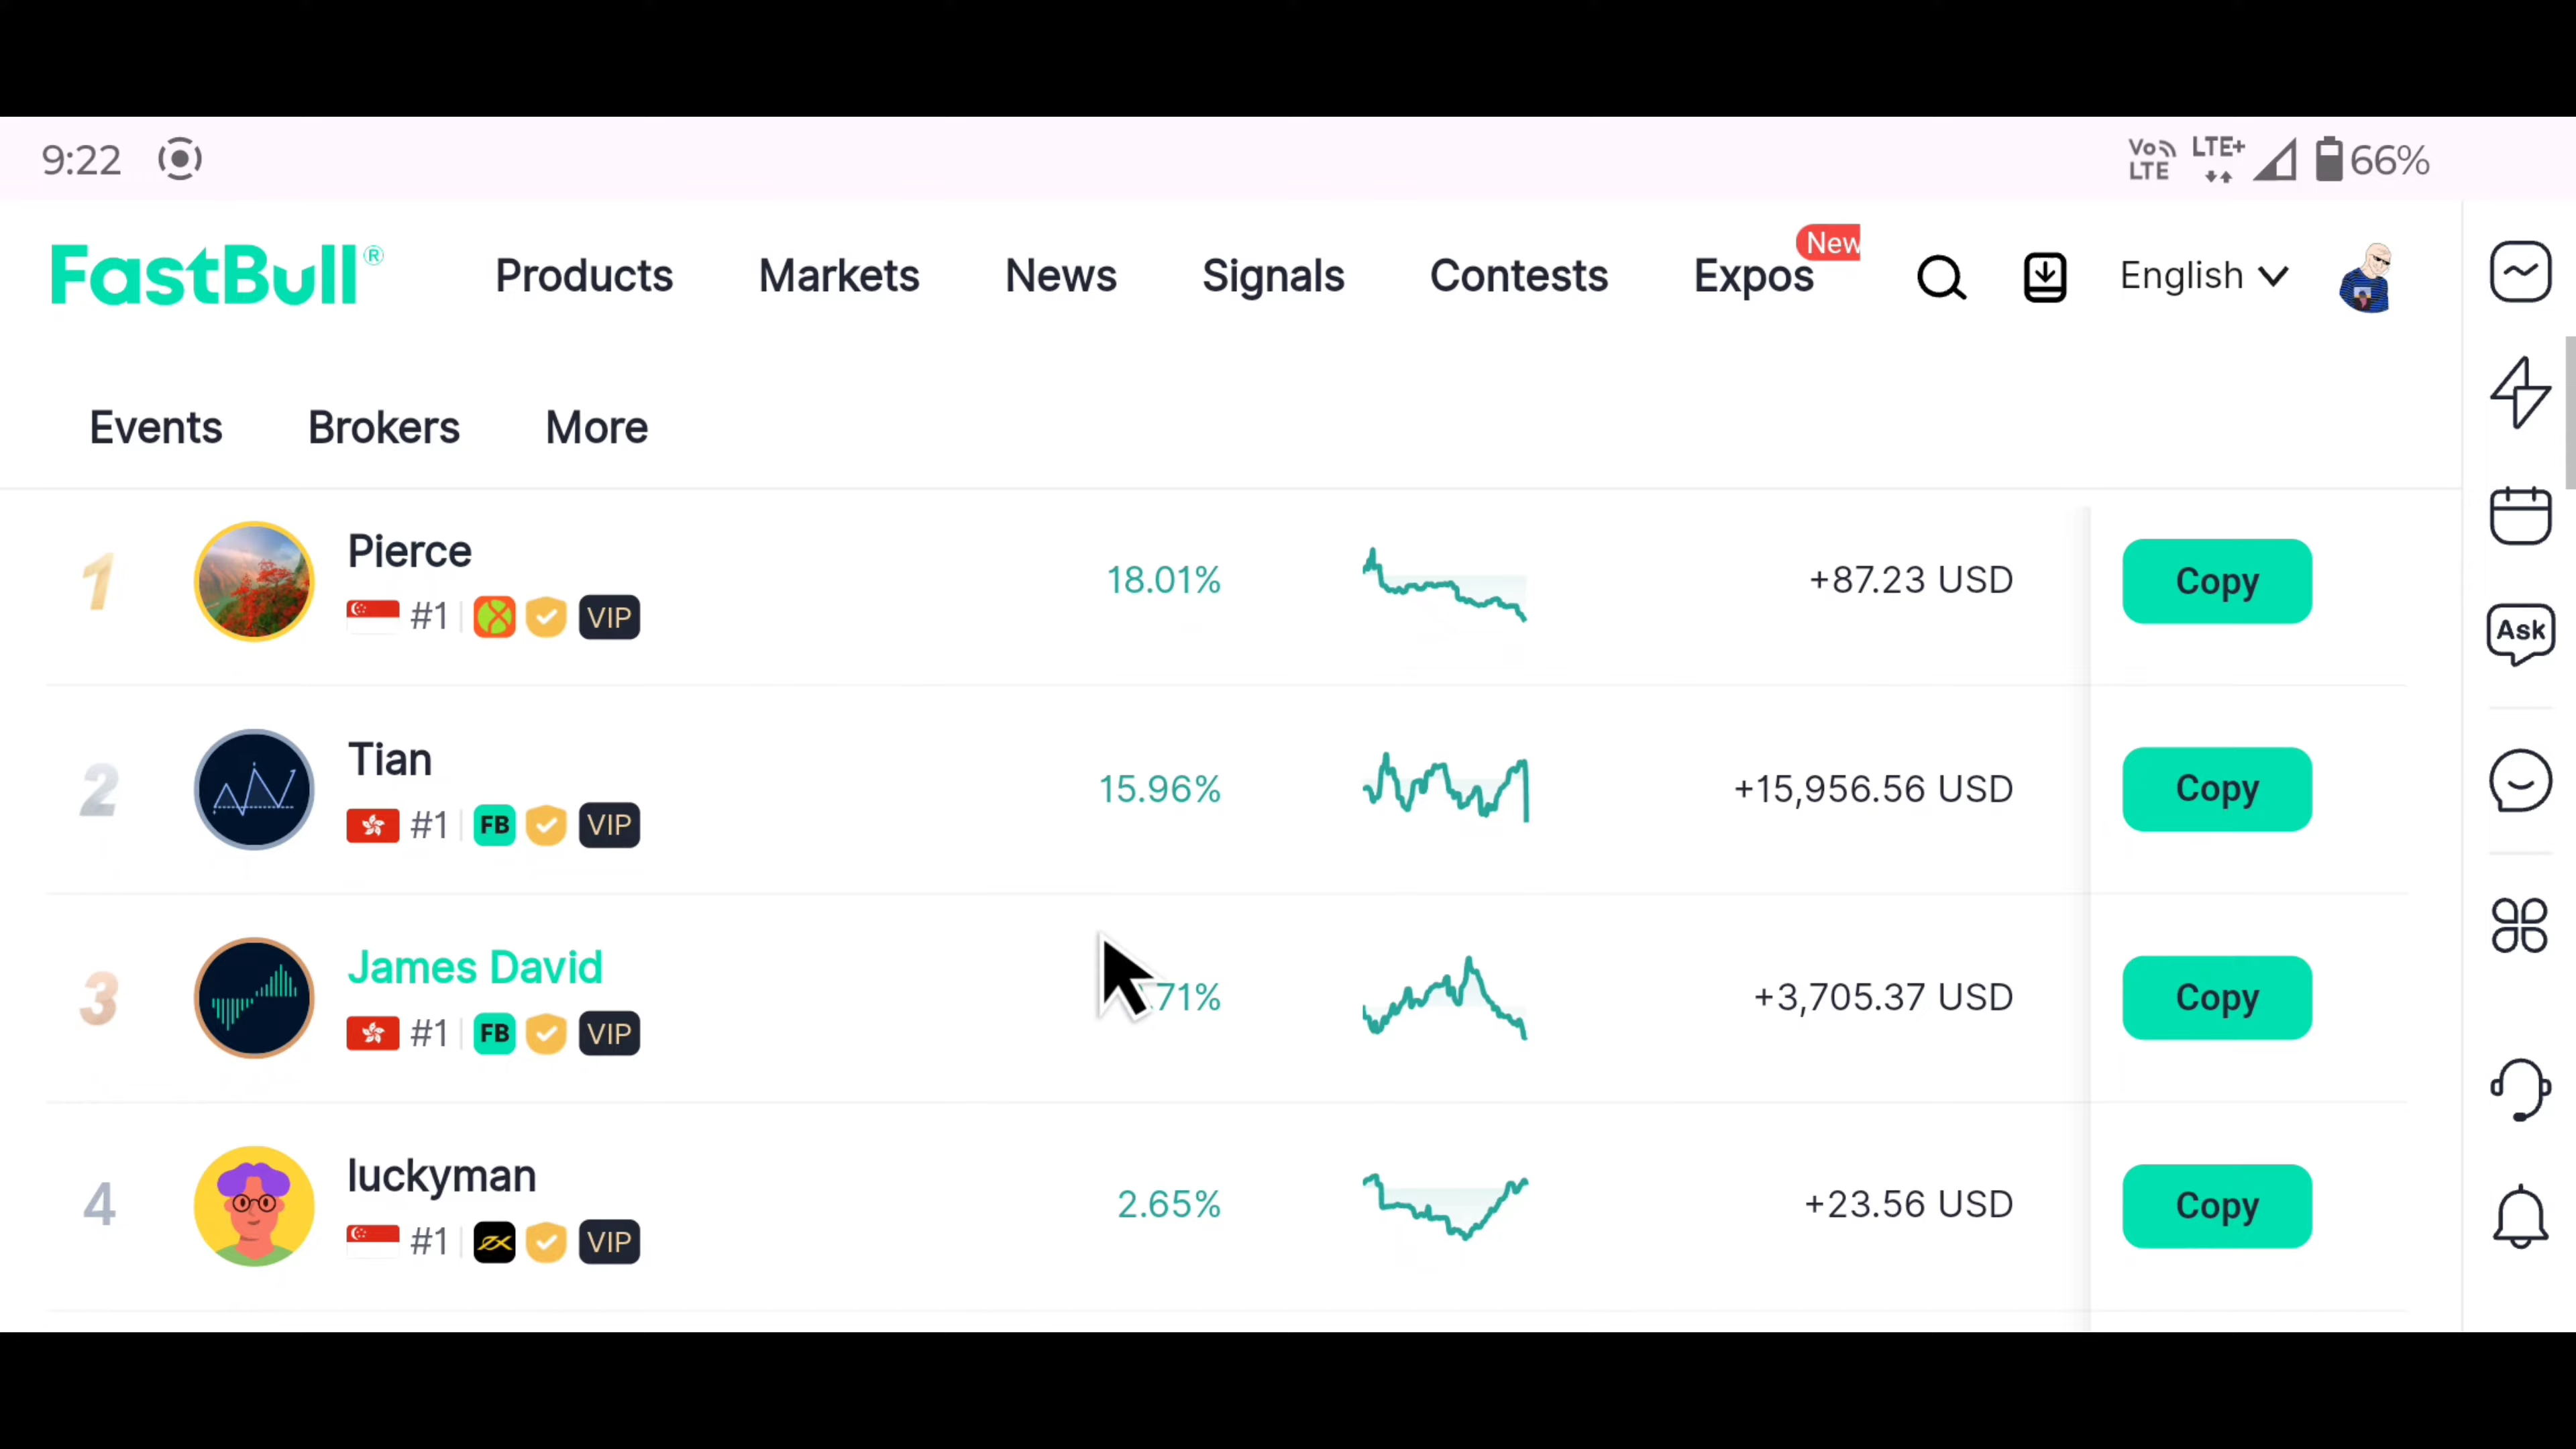 9:22 Vo LTE LTE+ 66%
FastBull® Products Markets News Signals Contests Expos New English
Events Brokers More
Ask
1 Pierce 18.01% +87.23 USD Copy
#1 VIP
2 Tian 15.96% +15,956.56 USD Copy
#1 FB VIP
3 James David 71% +3,705.37 USD Copy
#1 FB VIP
4 luckyman 2.65% +23.56 USD Copy
#1 VIP